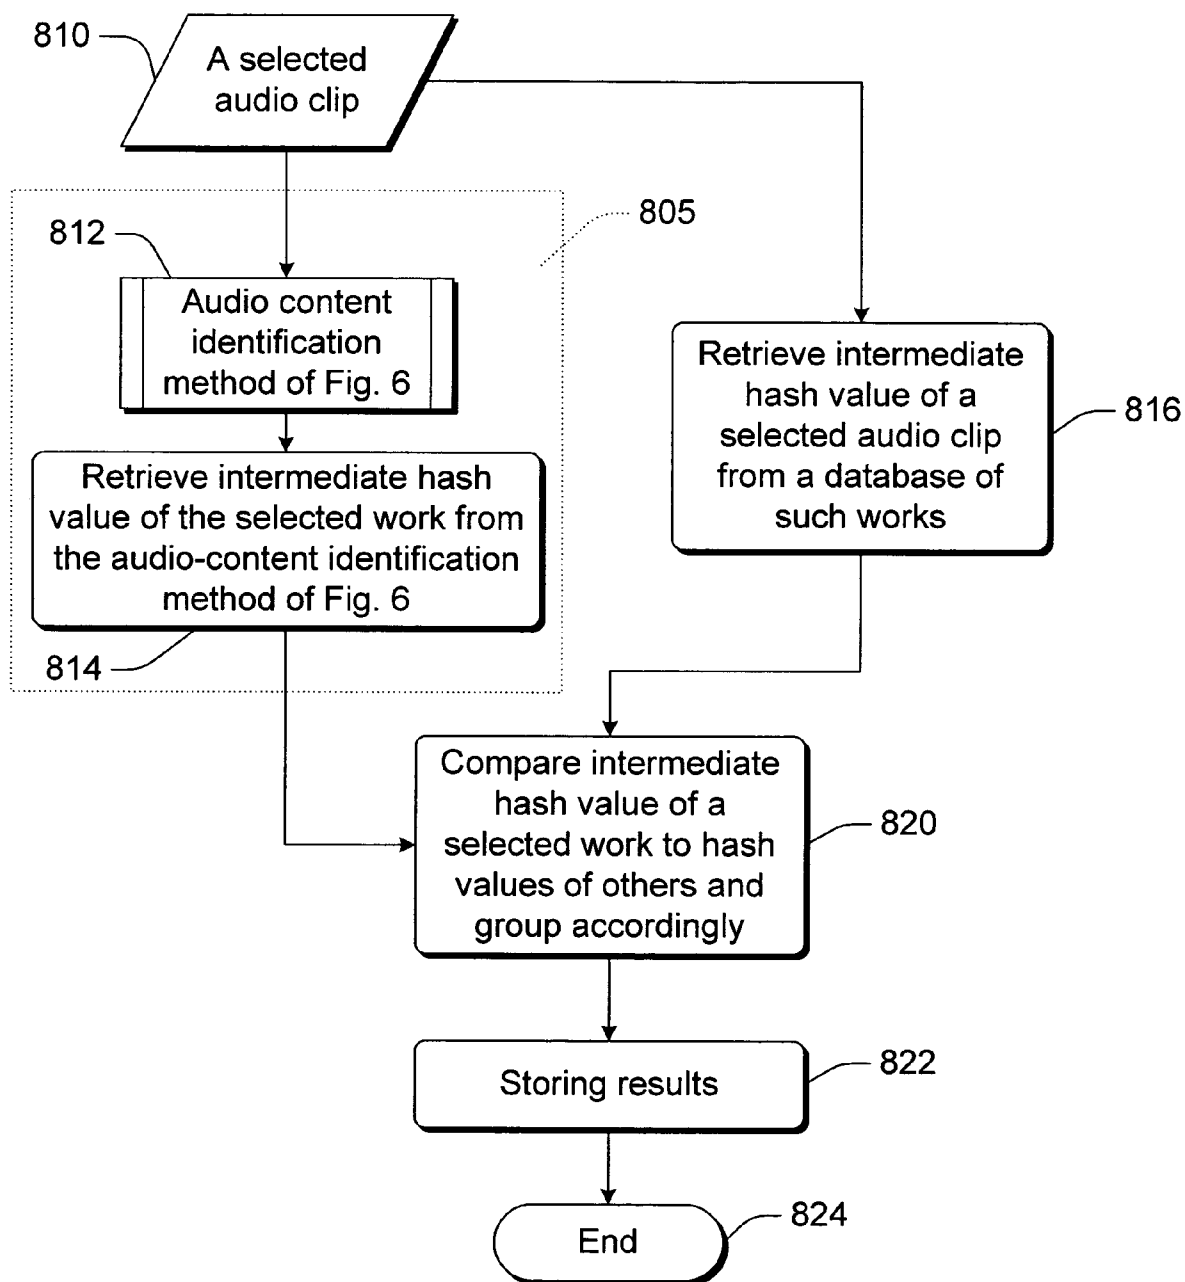 810
A selected
audio clip
805
812
Audio content
identification
method of Fig. 6
Retrieve intermediate hash
value of the selected work from
the audio-content identification
method of Fig. 6
814
Retrieve intermediate
hash value of a
selected audio clip
from a database of
such works
816
Compare intermediate
hash value of a
selected work to hash
values of others and
group accordingly
820
Storing results
822
End
824